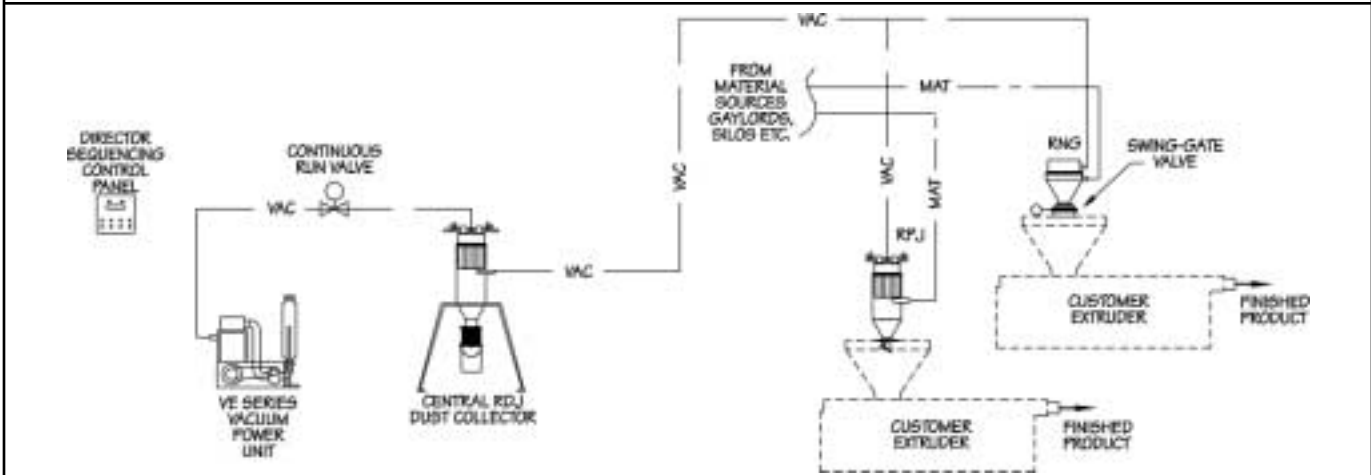 VAC
FROM
MATERIAL
SOURCES
GAYLORDS,
SILOS ETC.
MAT
DIRECTOR
SEQUENCING
CONTROL
PANEL
CONTINUOUS
RUN VALVE
RNG
SWING-GATE
VALVE
VAC
VAC
MAT
VAC
RPJ
VAC
CUSTOMER
EXTRUDER
FINISHED
PRODUCT
VE SERIES
VACUUM
POWER
UNIT
CENTRAL RDJ
DUST COLLECTOR
CUSTOMER
EXTRUDER
FINISHED
PRODUCT